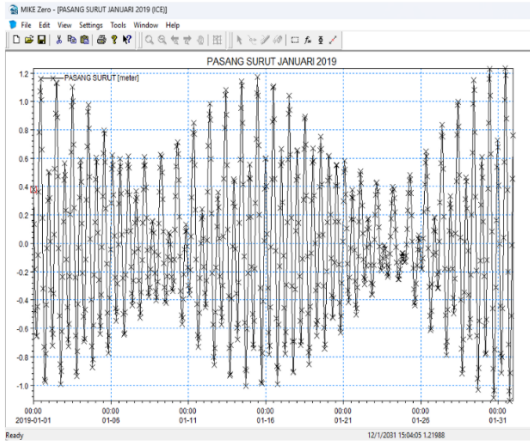 MIKE Zero - [PASANG SURUT JANUARI 2019 (ICE)]
File Edit View Settings Tools Window Help
PASANG SURUT JANUARI 2019
PASANG SURUT [meter]
1.2
1.0
0.8
0.6
0.4
0.2
0.0
-0.2
-0.4
-0.6
-0.8
-1.0
00:00 00:00 00:00 00:00 00:00 00:00 00:00
2019-01-01 01-06 01-11 01-16 01-21 01-26 01-31
Ready 12/1/2031 15:04:05 1.21988